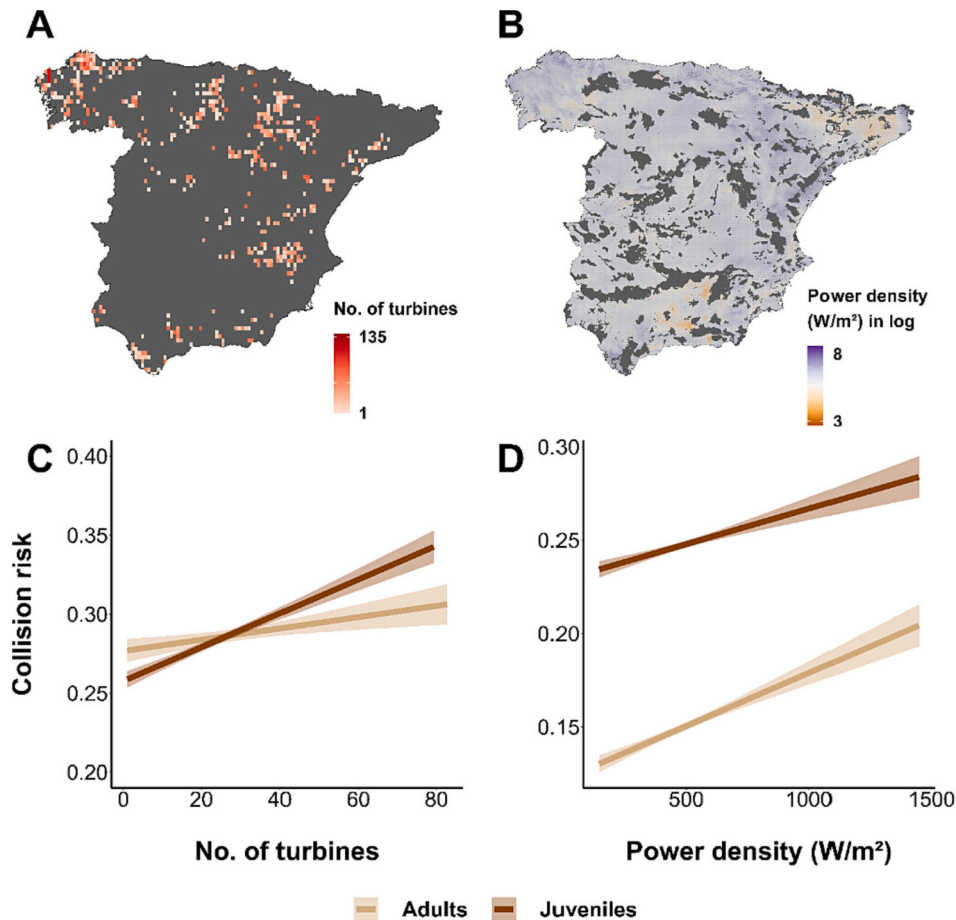 A
B
No. of turbines
135
1
Power density
(W/m²) in log
8
3
C
D
Collision risk
0.40
0.35
0.30
0.25
0.20
0 20 40 60 80
No. of turbines
0.30
0.25
0.20
0.15
500 1000 1500
Power density (W/m²)
Adults Juveniles